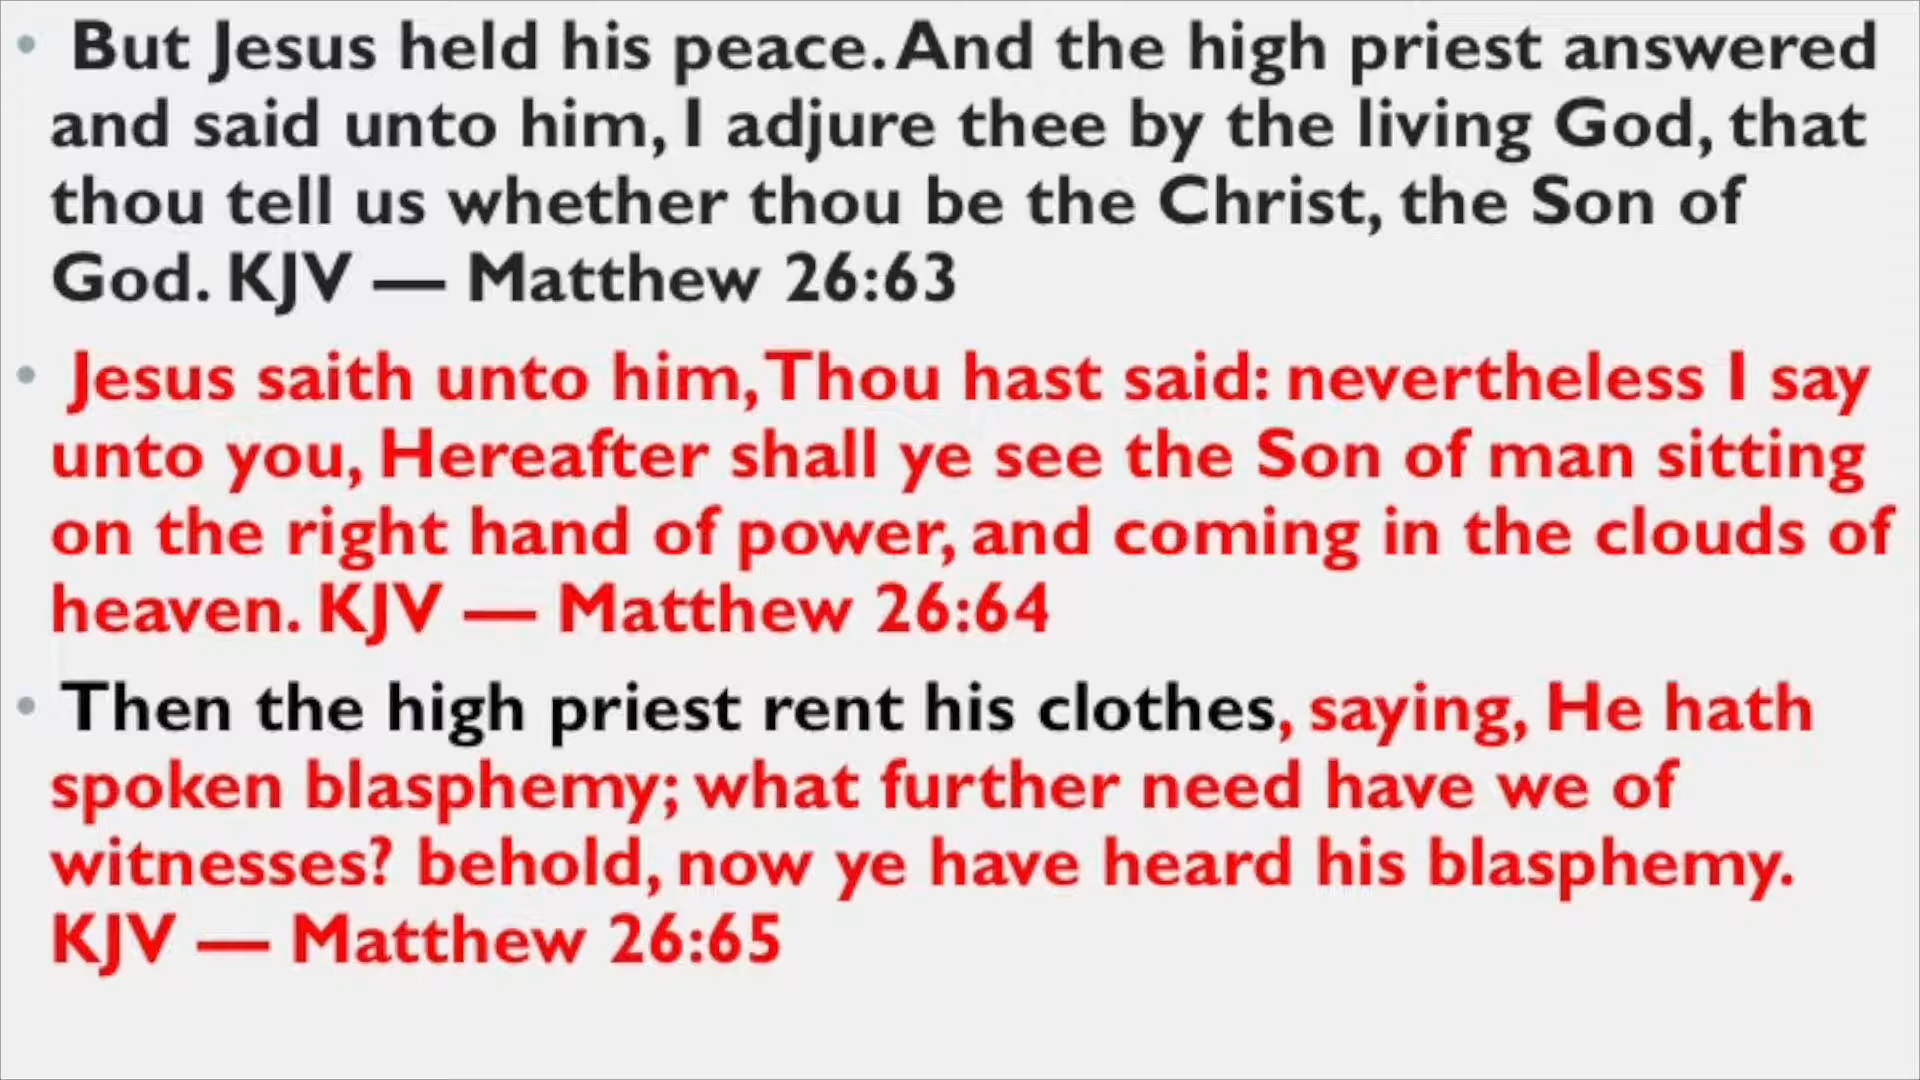 • But Jesus held his peace. And the high priest answered
and said unto him, I adjure thee by the living God, that
thou tell us whether thou be the Christ, the Son of
God. KJV — Matthew 26:63
• Jesus saith unto him, Thou hast said: nevertheless I say
unto you, Hereafter shall ye see the Son of man sitting
on the right hand of power, and coming in the clouds of
heaven. KJV — Matthew 26:64
• Then the high priest rent his clothes, saying, He hath
spoken blasphemy; what further need have we of
witnesses? behold, now ye have heard his blasphemy.
KJV — Matthew 26:65